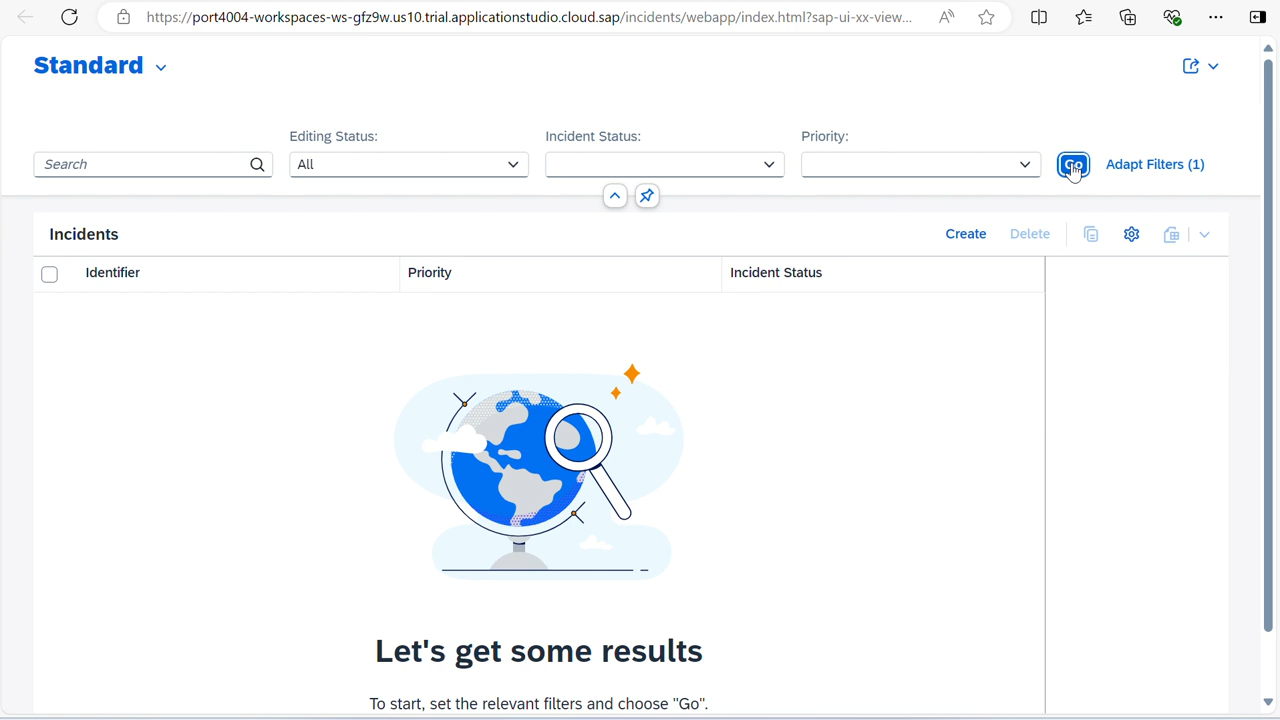 https://port4004-workspaces-ws-gfz9w.us10.trial.applicationstudio.cloud.sap/incidents/webapp/index.html?sap-ui-xx-view...
Standard
Editing Status:
Incident Status:
Priority:
Search
All
Go
Adapt Filters (1)
Incidents
Create
Delete
Identifier
Priority
Incident Status
Let's get some results
To start, set the relevant filters and choose "Go".